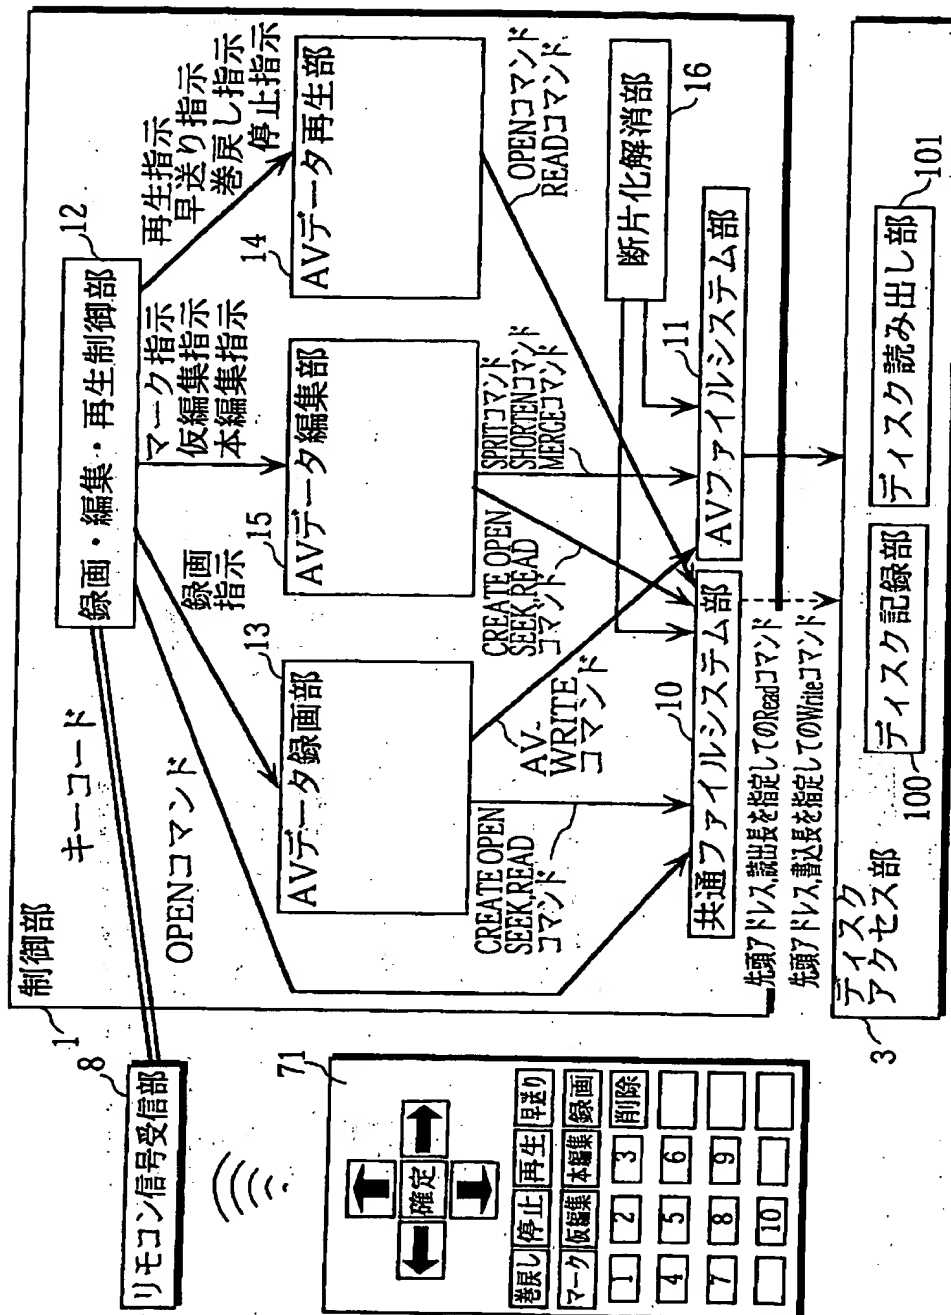 制御部
1
8
リモコン信号受信部
キーコード
OPENコマンド
録画・編集・再生制御部
12
録画
指示
マーク指示
仮編集指示
本編集指示
再生指示
早送り指示
巻戻し指示
停止指示
13
AVデータ録画部
15
AVデータ編集部
14
AVデータ再生部
CREATE OPEN
SEEK,READ
コマンド
AV-
WRITE
コマンド
CREATE OPEN
SEEK,READ
コマンド
SPRITコマンド
SHORTENコマンド
MERGEコマンド
OPENコマンド
READコマンド
断片化解消部
16
10
共通ファイルシステム部
11
AVファイルシステム部
先頭アドレス,読出長を指定してのReadコマンド
先頭アドレス,書込長を指定してのWriteコマンド
ディスク
アクセス部
3
100
ディスク記録部
ディスク読み出し部
101
71
確定
巻戻し 停止 再生 早送り
マーク 仮編集 本編集 録画
1 2 3 削除
4 5 6
7 8 9
10